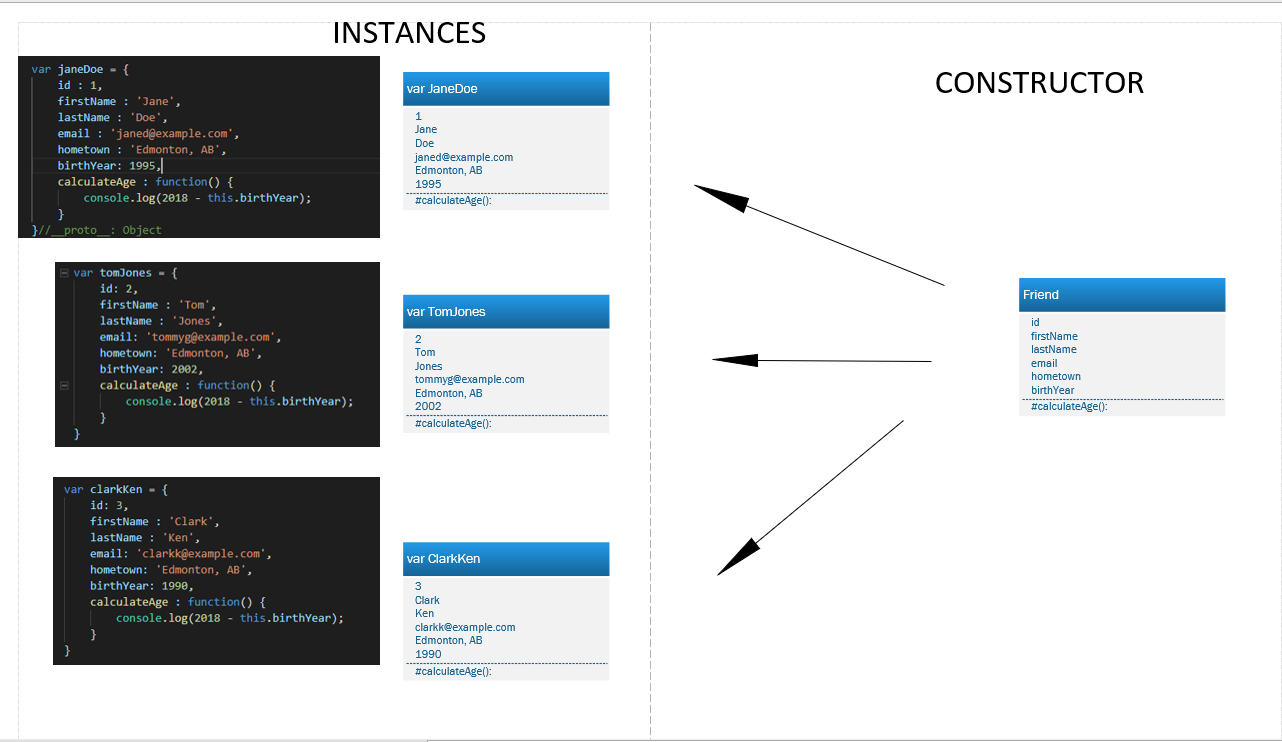 INSTANCES
var janeDoe = {
id : 1,
firstName : 'Jane',
lastName : 'Doe',
email : 'janed@example.com',
hometown : 'Edmonton, AB',
birthYear: 1995,
calculateAge : function() {
console.log(2018 - this.birthYear);
}
}//__proto__: Object
var JaneDoe
1
Jane
Doe
janed@example.com
Edmonton, AB
1995
#calculateAge():
var tomJones = {
id: 2,
firstName : 'Tom',
lastName : 'Jones',
email: 'tommyg@example.com',
hometown: 'Edmonton, AB',
birthYear: 2002,
calculateAge : function() {
console.log(2018 - this.birthYear);
}
}
var TomJones
2
Tom
Jones
tommyg@example.com
Edmonton, AB
2002
#calculateAge():
var clarkKen = {
id: 3,
firstName : 'Clark',
lastName : 'Ken',
email: 'clarkk@example.com',
hometown: 'Edmonton, AB',
birthYear: 1990,
calculateAge : function() {
console.log(2018 - this.birthYear);
}
}
var ClarkKen
3
Clark
Ken
clarkk@example.com
Edmonton, AB
1990
#calculateAge():
CONSTRUCTOR
Friend
id
firstName
lastName
email
hometown
birthYear
#calculateAge():